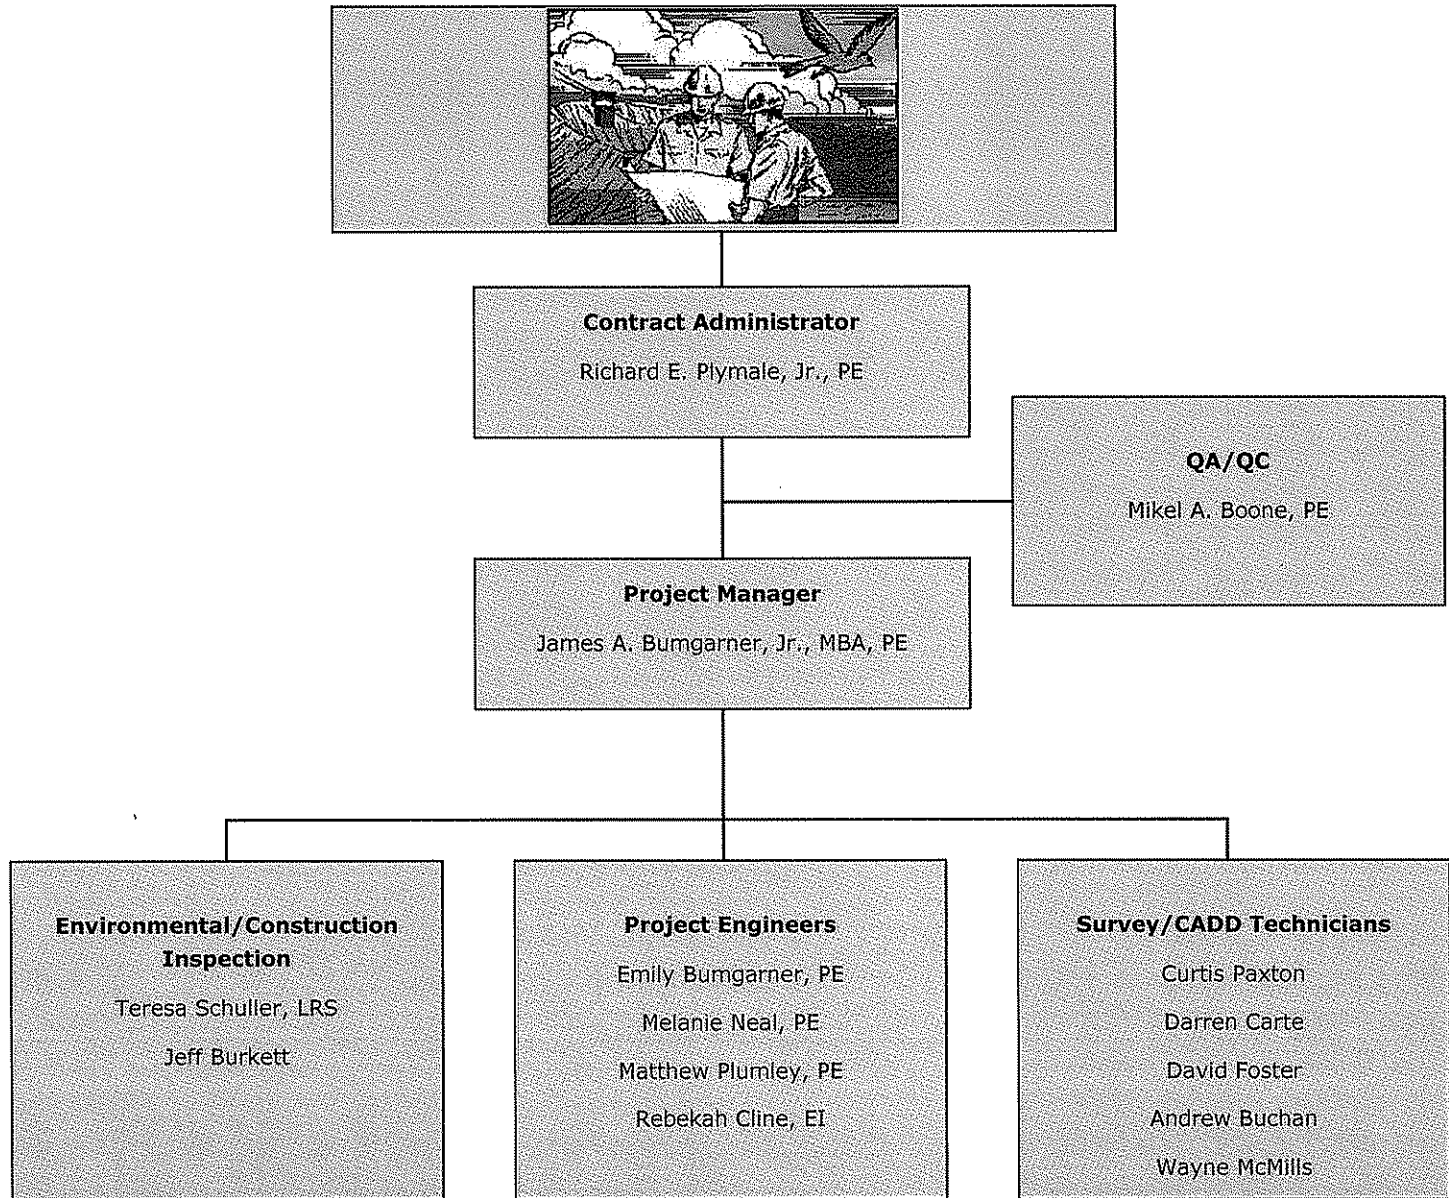 Contract Administrator
Richard E. Plymale, Jr., PE
QA/QC
Mikel A. Boone, PE
Project Manager
James A. Bumgarner, Jr., MBA, PE
Environmental/Construction
Inspection
Teresa Schuller, LRS
Jeff Burkett
Project Engineers
Emily Bumgarner, PE
Melanie Neal, PE
Matthew Plumley, PE
Rebekah Cline, EI
Survey/CADD Technicians
Curtis Paxton
Darren Carte
David Foster
Andrew Buchan
Wayne McMills